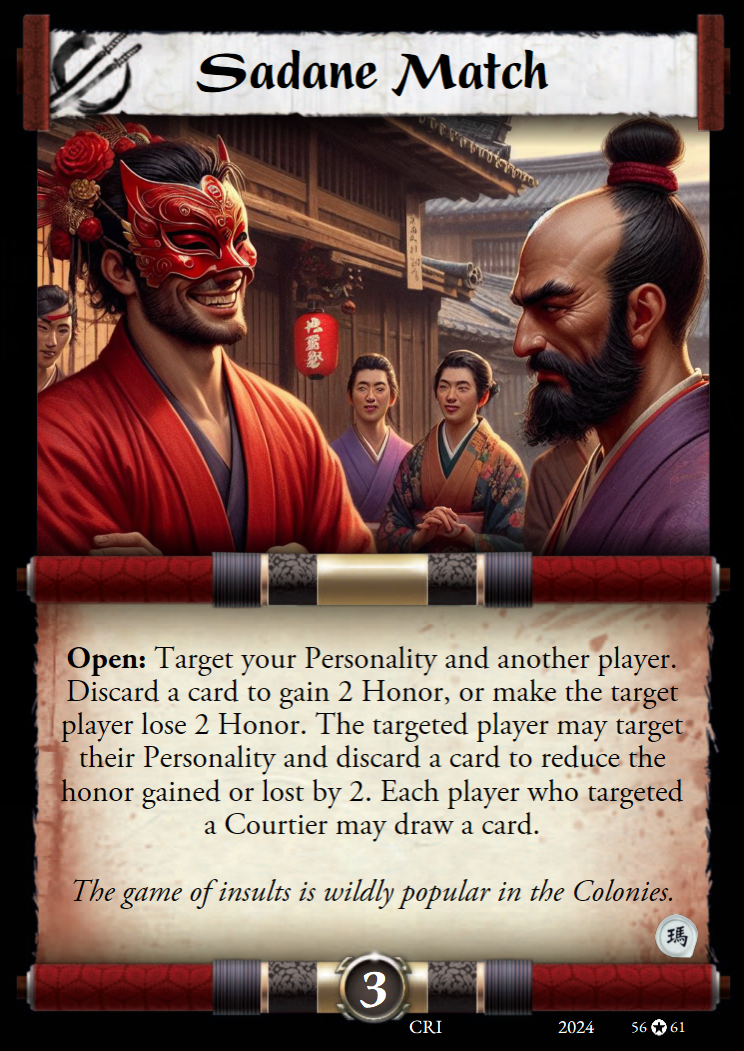 Sadane Match
Open: Target your Personality and another player.
Discard a card to gain 2 Honor, or make the target
player lose 2 Honor. The targeted player may target
their Personality and discard a card to reduce the
honor gained or lost by 2. Each player who targeted
a Courtier may draw a card.
The game of insults is wildly popular in the Colonies.
瑪
3
CRI 2024 56 61